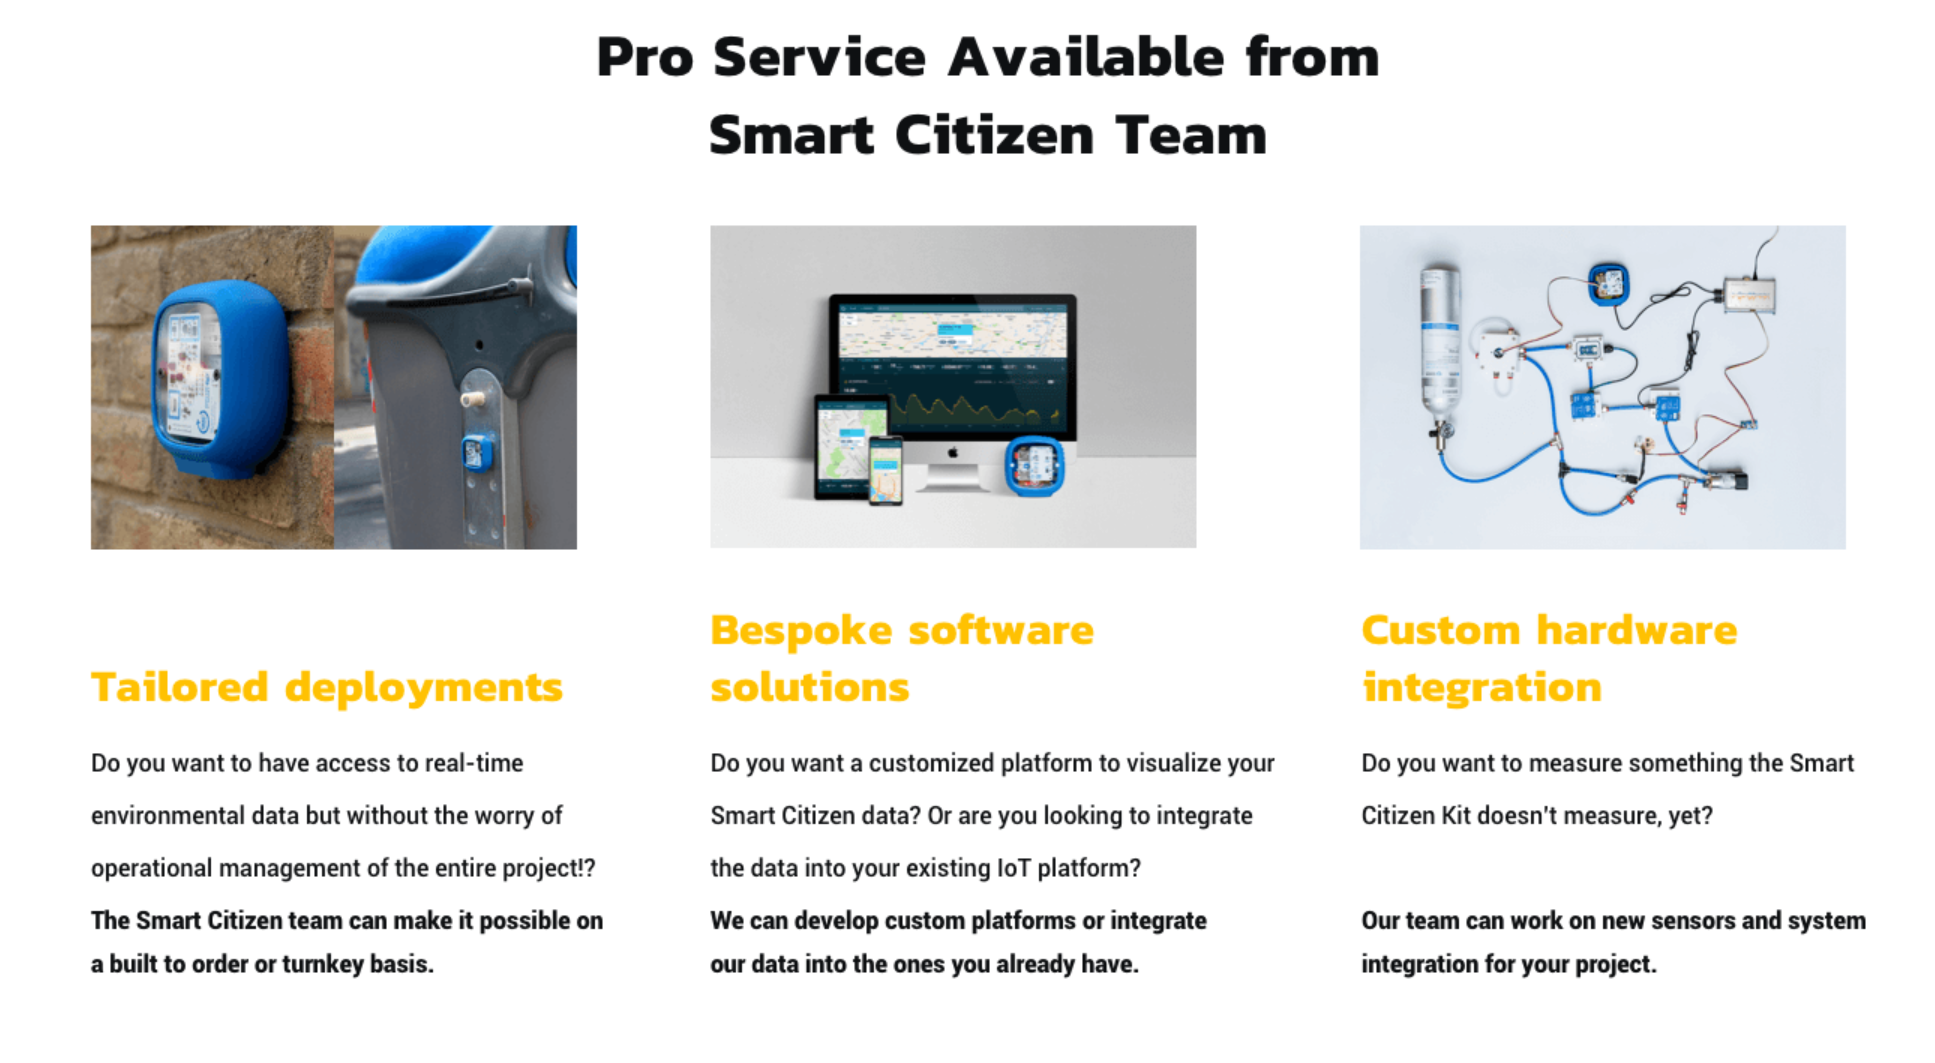 Pro Service Available from
Smart Citizen Team
Tailored deployments
Do you want to have access to real-time
environmental data but without the worry of
operational management of the entire project!?
The Smart Citizen team can make it possible on
a built to order or turnkey basis.
Bespoke software
solutions
Do you want a customized platform to visualize your
Smart Citizen data? Or are you looking to integrate
the data into your existing IoT platform?
We can develop custom platforms or integrate
our data into the ones you already have.
Custom hardware
integration
Do you want to measure something the Smart
Citizen Kit doesn't measure, yet?
Our team can work on new sensors and system
integration for your project.